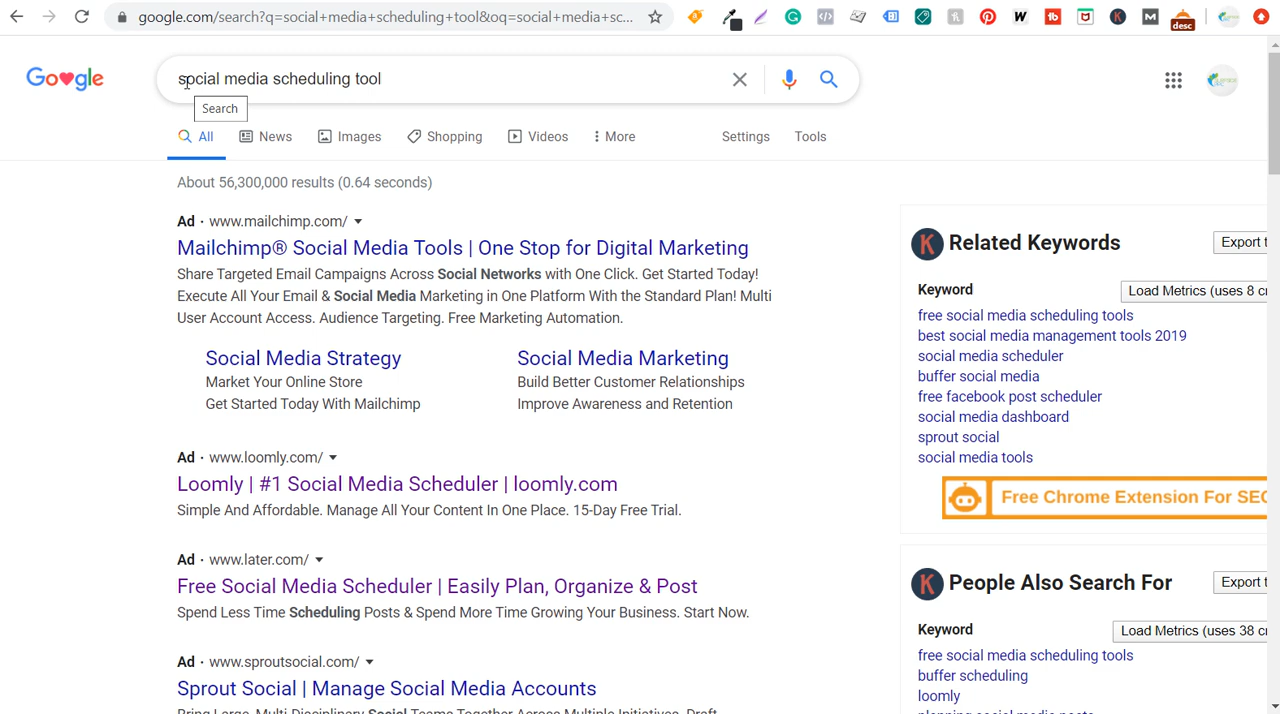 google.com/search?q=social+media+scheduling+tool&oq=social+media+sc...
desc
Go❤gle
social media scheduling tool
Search
All News Images Shopping Videos More Settings Tools
About 56,300,000 results (0.64 seconds)
Ad · www.mailchimp.com/
Mailchimp® Social Media Tools | One Stop for Digital Marketing
Share Targeted Email Campaigns Across Social Networks with One Click. Get Started Today!
Execute All Your Email & Social Media Marketing in One Platform With the Standard Plan! Multi
User Account Access. Audience Targeting. Free Marketing Automation.
Social Media Strategy
Market Your Online Store
Get Started Today With Mailchimp
Social Media Marketing
Build Better Customer Relationships
Improve Awareness and Retention
Ad · www.loomly.com/
Loomly | #1 Social Media Scheduler | loomly.com
Simple And Affordable. Manage All Your Content In One Place. 15-Day Free Trial.
Ad · www.later.com/
Free Social Media Scheduler | Easily Plan, Organize & Post
Spend Less Time Scheduling Posts & Spend More Time Growing Your Business. Start Now.
Ad · www.sproutsocial.com/
Sprout Social | Manage Social Media Accounts
Bring Large, Multi-Disciplinary Social Teams Together Across Multiple Initiatives. Draft,
K Related Keywords
Export t
Keyword
Load Metrics (uses 8 cr
free social media scheduling tools
best social media management tools 2019
social media scheduler
buffer social media
free facebook post scheduler
social media dashboard
sprout social
social media tools
Free Chrome Extension For SEO
K People Also Search For
Export t
Keyword
Load Metrics (uses 38 cr
free social media scheduling tools
buffer scheduling
loomly
planning social media posts